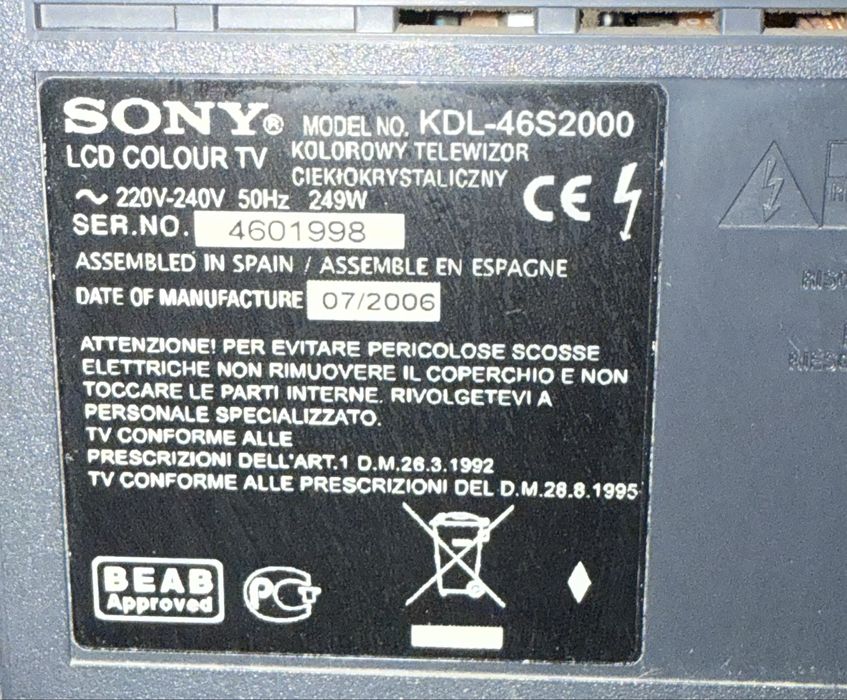 SONY® MODEL NO. KDL-46S2000
LCD COLOUR TV KOLOROWY TELEWIZOR
CIEKŁOKRYSTALICZNY
~ 220V-240V 50Hz 249W
CE
SER.NO. 4601998
ASSEMBLED IN SPAIN / ASSEMBLE EN ESPAGNE
DATE OF MANUFACTURE 07/2006
ATTENZIONE! PER EVITARE PERICOLOSE SCOSSE
ELETTRICHE NON RIMUOVERE IL COPERCHIO E NON
TOCCARE LE PARTI INTERNE. RIVOLGETEVI A
PERSONALE SPECIALIZZATO.
TV CONFORME ALLE
PRESCRIZIONI DELL'ART.1 D.M.26.3.1992
TV CONFORME ALLE PRESCRIZIONI DEL D.M.28.8.1995
BEAB
Approved